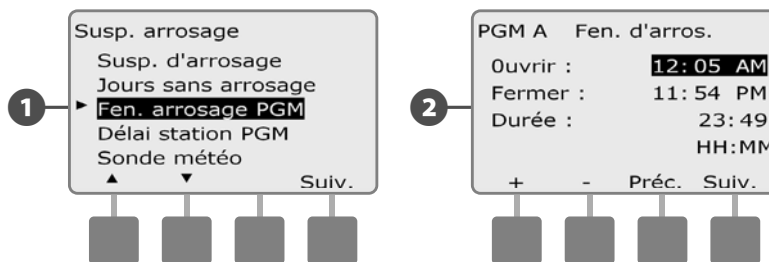 1
Susp. arrosage
Susp. d'arrosage
Jours sans arrosage
Fen. arrosage PGM
Délai station PGM
Sonde météo
Suiv.
2
PGM A Fen. d'arros.
Ouvrir : 12:05 AM
Fermer : 11:54 PM
Durée : 23:49
HH:MM
+ - Préc. Suiv.